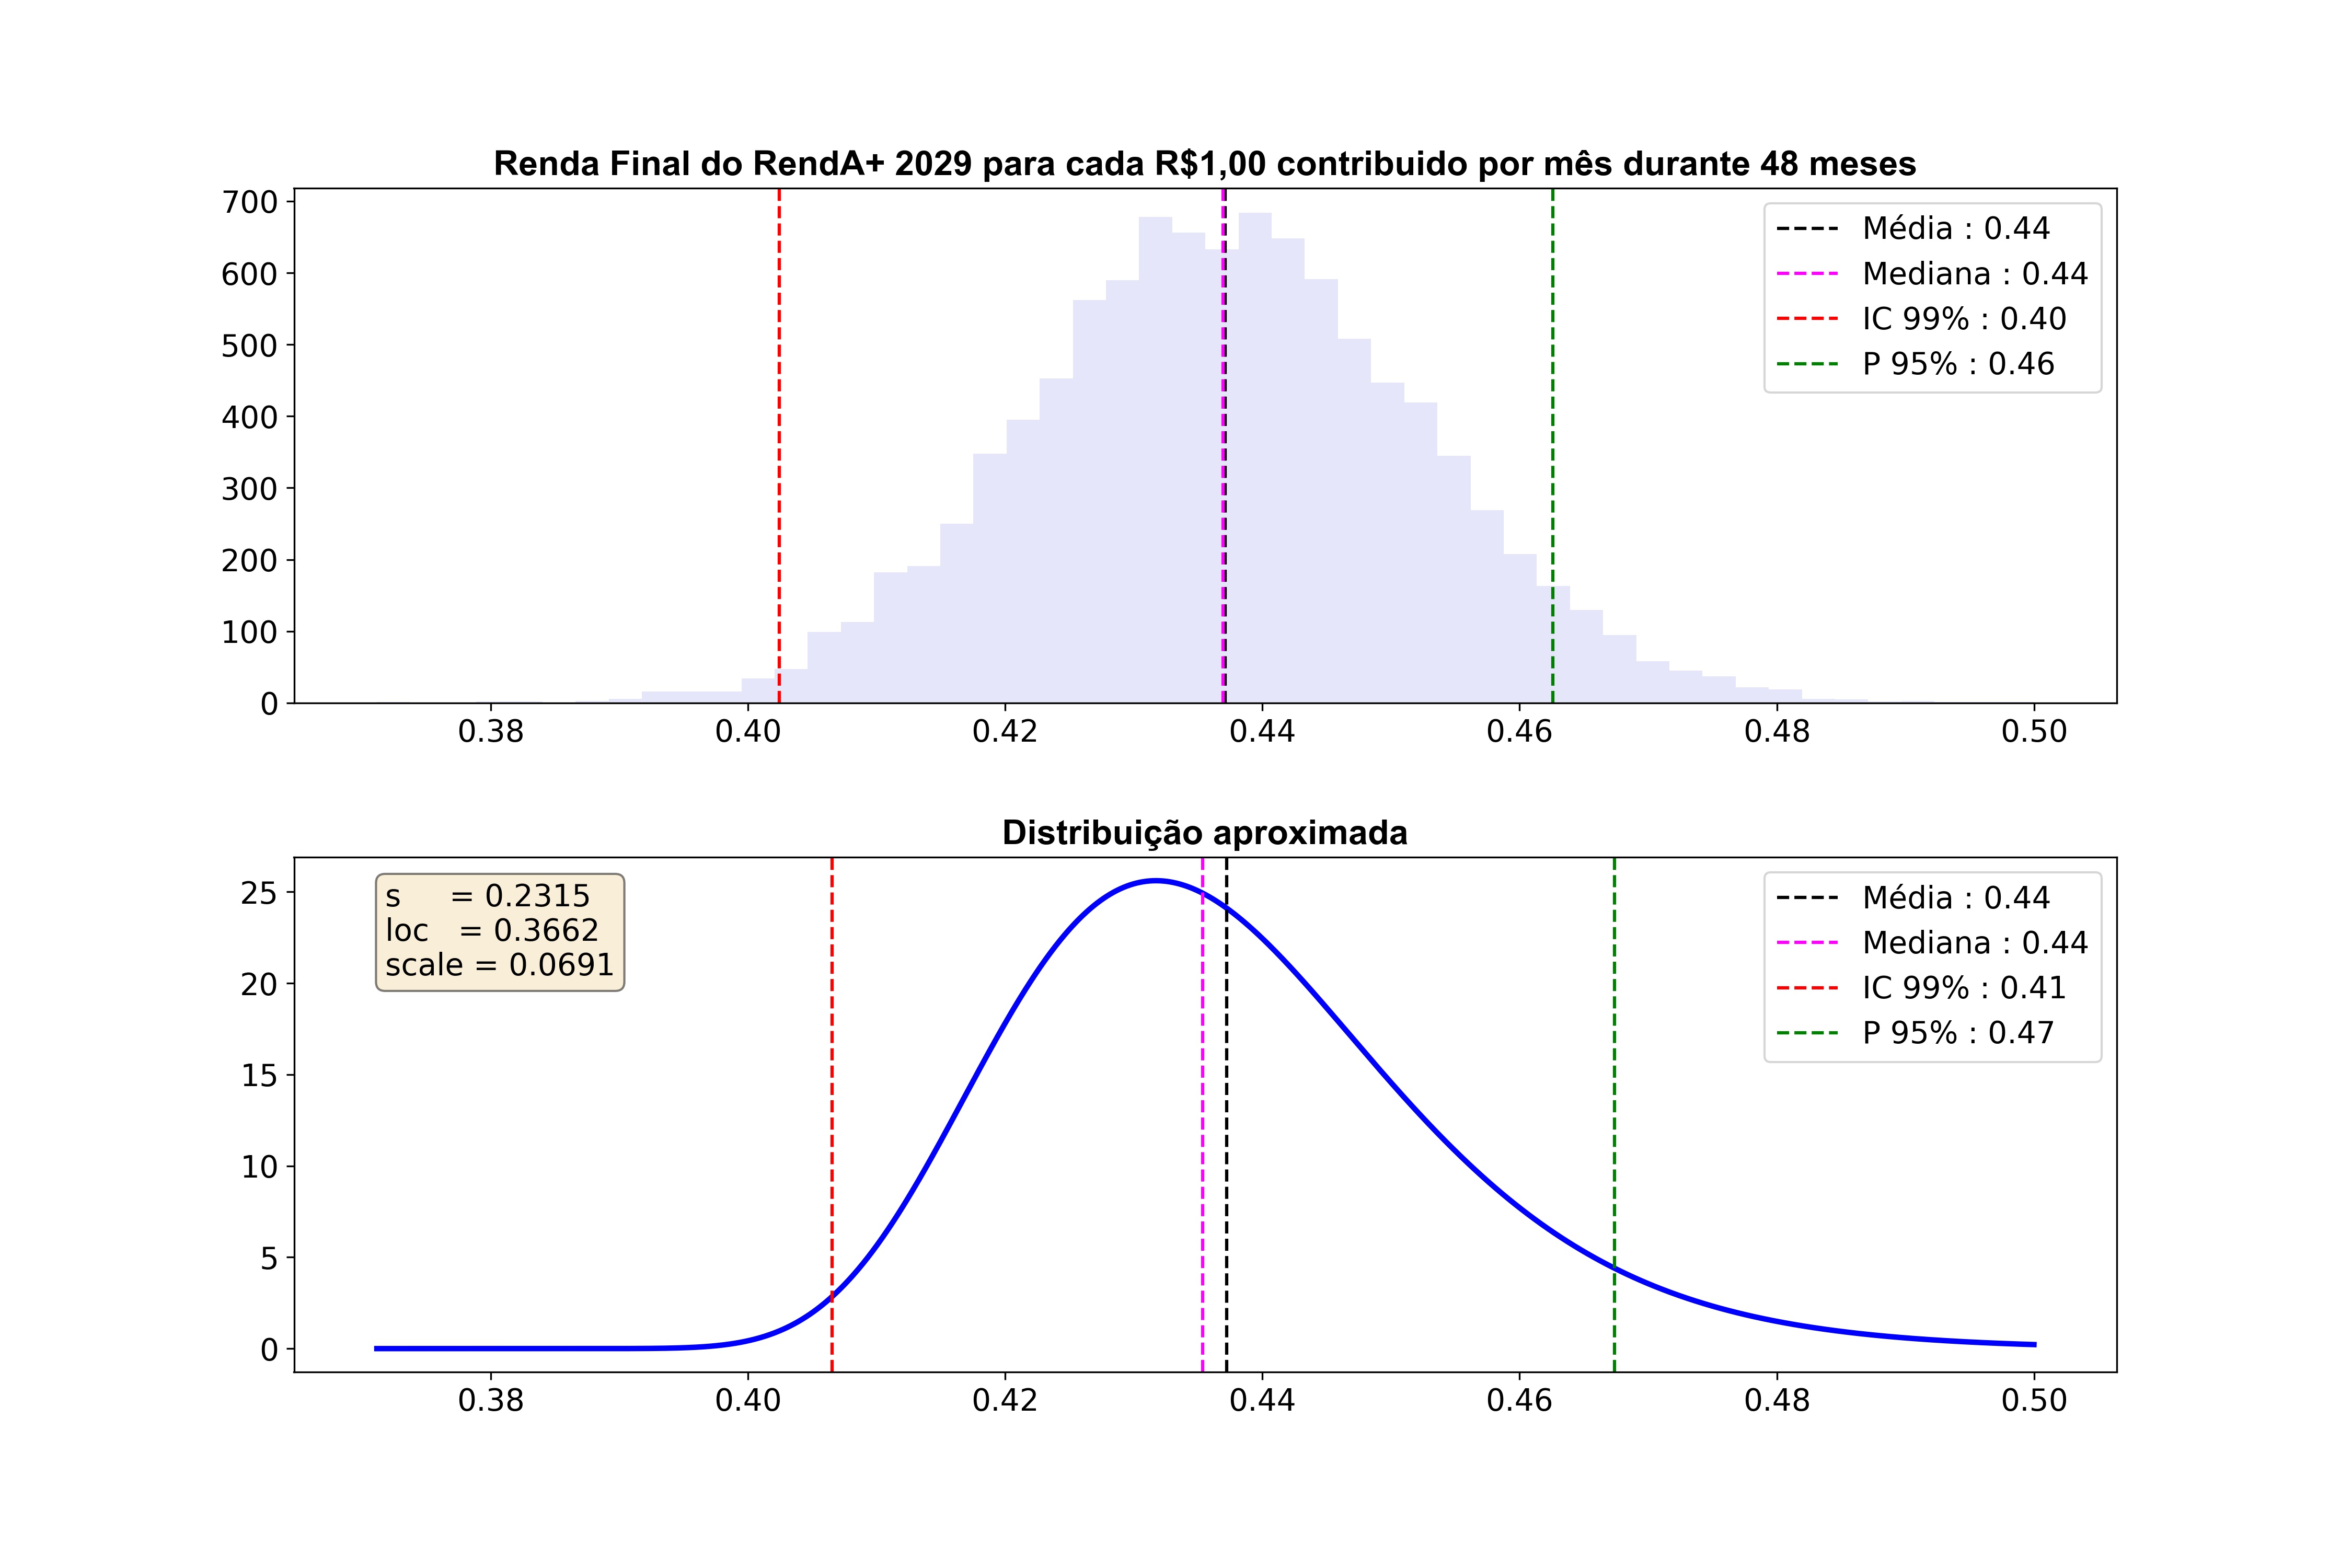 Renda Final do RendA+ 2029 para cada R$1,00 contribuido por mês durante 48 meses
700
600
500
400
300
200
100
0
Média : 0.44
Mediana : 0.44
IC 99% : 0.40
P 95% : 0.46
0.38 0.40 0.42 0.44 0.46 0.48 0.50
Distribuição aproximada
25
20
15
10
5
0
s = 0.2315
loc = 0.3662
scale = 0.0691
Média : 0.44
Mediana : 0.44
IC 99% : 0.41
P 95% : 0.47
0.38 0.40 0.42 0.44 0.46 0.48 0.50